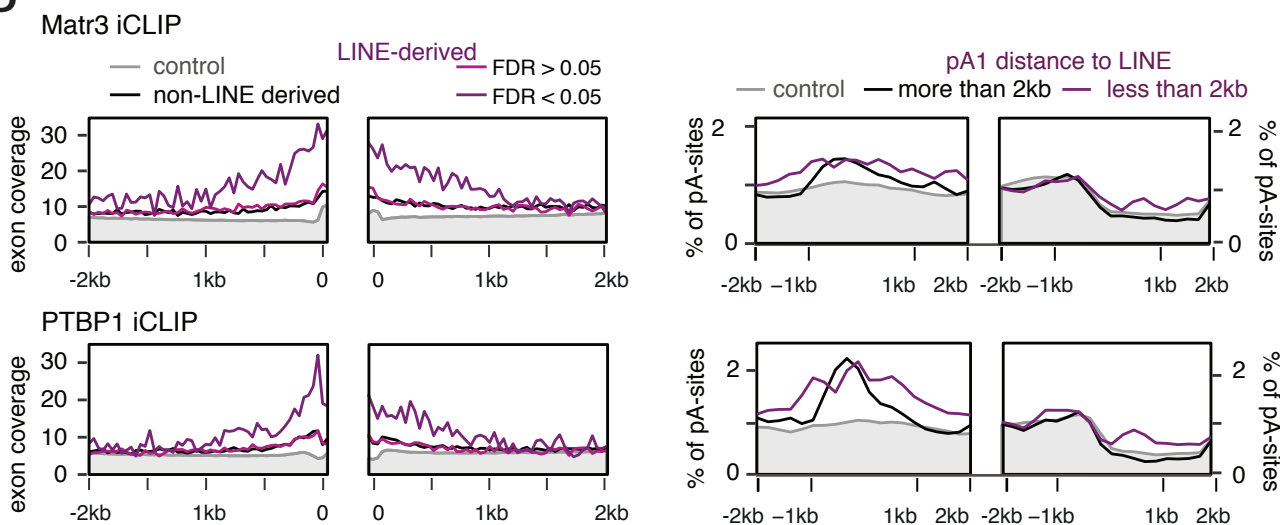 Matr3 iCLIP
LINE-derived
control
FDR > 0.05
non-LINE derived
FDR < 0.05
exon coverage
30
20
10
0
-2kb
1kb
0
0
1kb
2kb
pA1 distance to LINE
control
more than 2kb
less than 2kb
% of pA-sites
2
0
-2kb
−1kb
1kb
2kb
-2kb
−1kb
1kb
2kb
2
0
% of pA-sites
PTBP1 iCLIP
exon coverage
30
20
10
0
-2kb
1kb
0
0
1kb
2kb
% of pA-sites
2
0
-2kb
−1kb
1kb
2kb
-2kb
−1kb
1kb
2kb
2
0
% of pA-sites